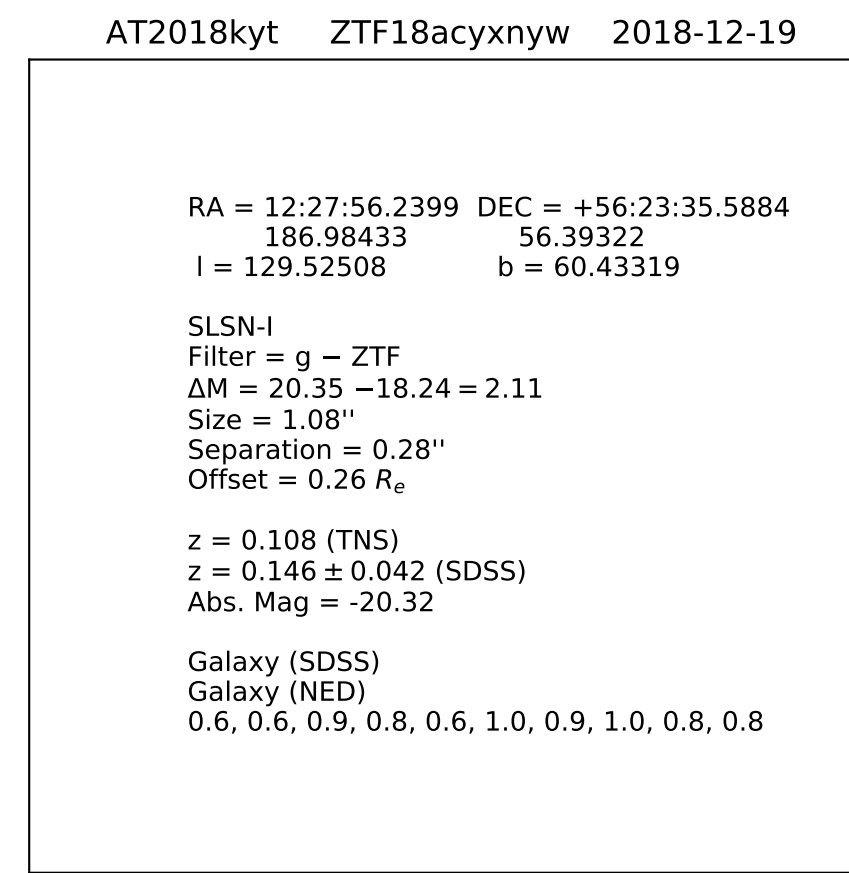 AT2018kyt ZTF18acyxnyw 2018-12-19
RA = 12:27:56.2399 DEC = +56:23:35.5884
186.98433 56.39322
l = 129.52508 b = 60.43319
SLSN-I
Filter = g − ZTF
ΔM = 20.35 −18.24 = 2.11
Size = 1.08''
Separation = 0.28''
Offset = 0.26 Rₑ
z = 0.108 (TNS)
z = 0.146 ± 0.042 (SDSS)
Abs. Mag = -20.32
Galaxy (SDSS)
Galaxy (NED)
0.6, 0.6, 0.9, 0.8, 0.6, 1.0, 0.9, 1.0, 0.8, 0.8